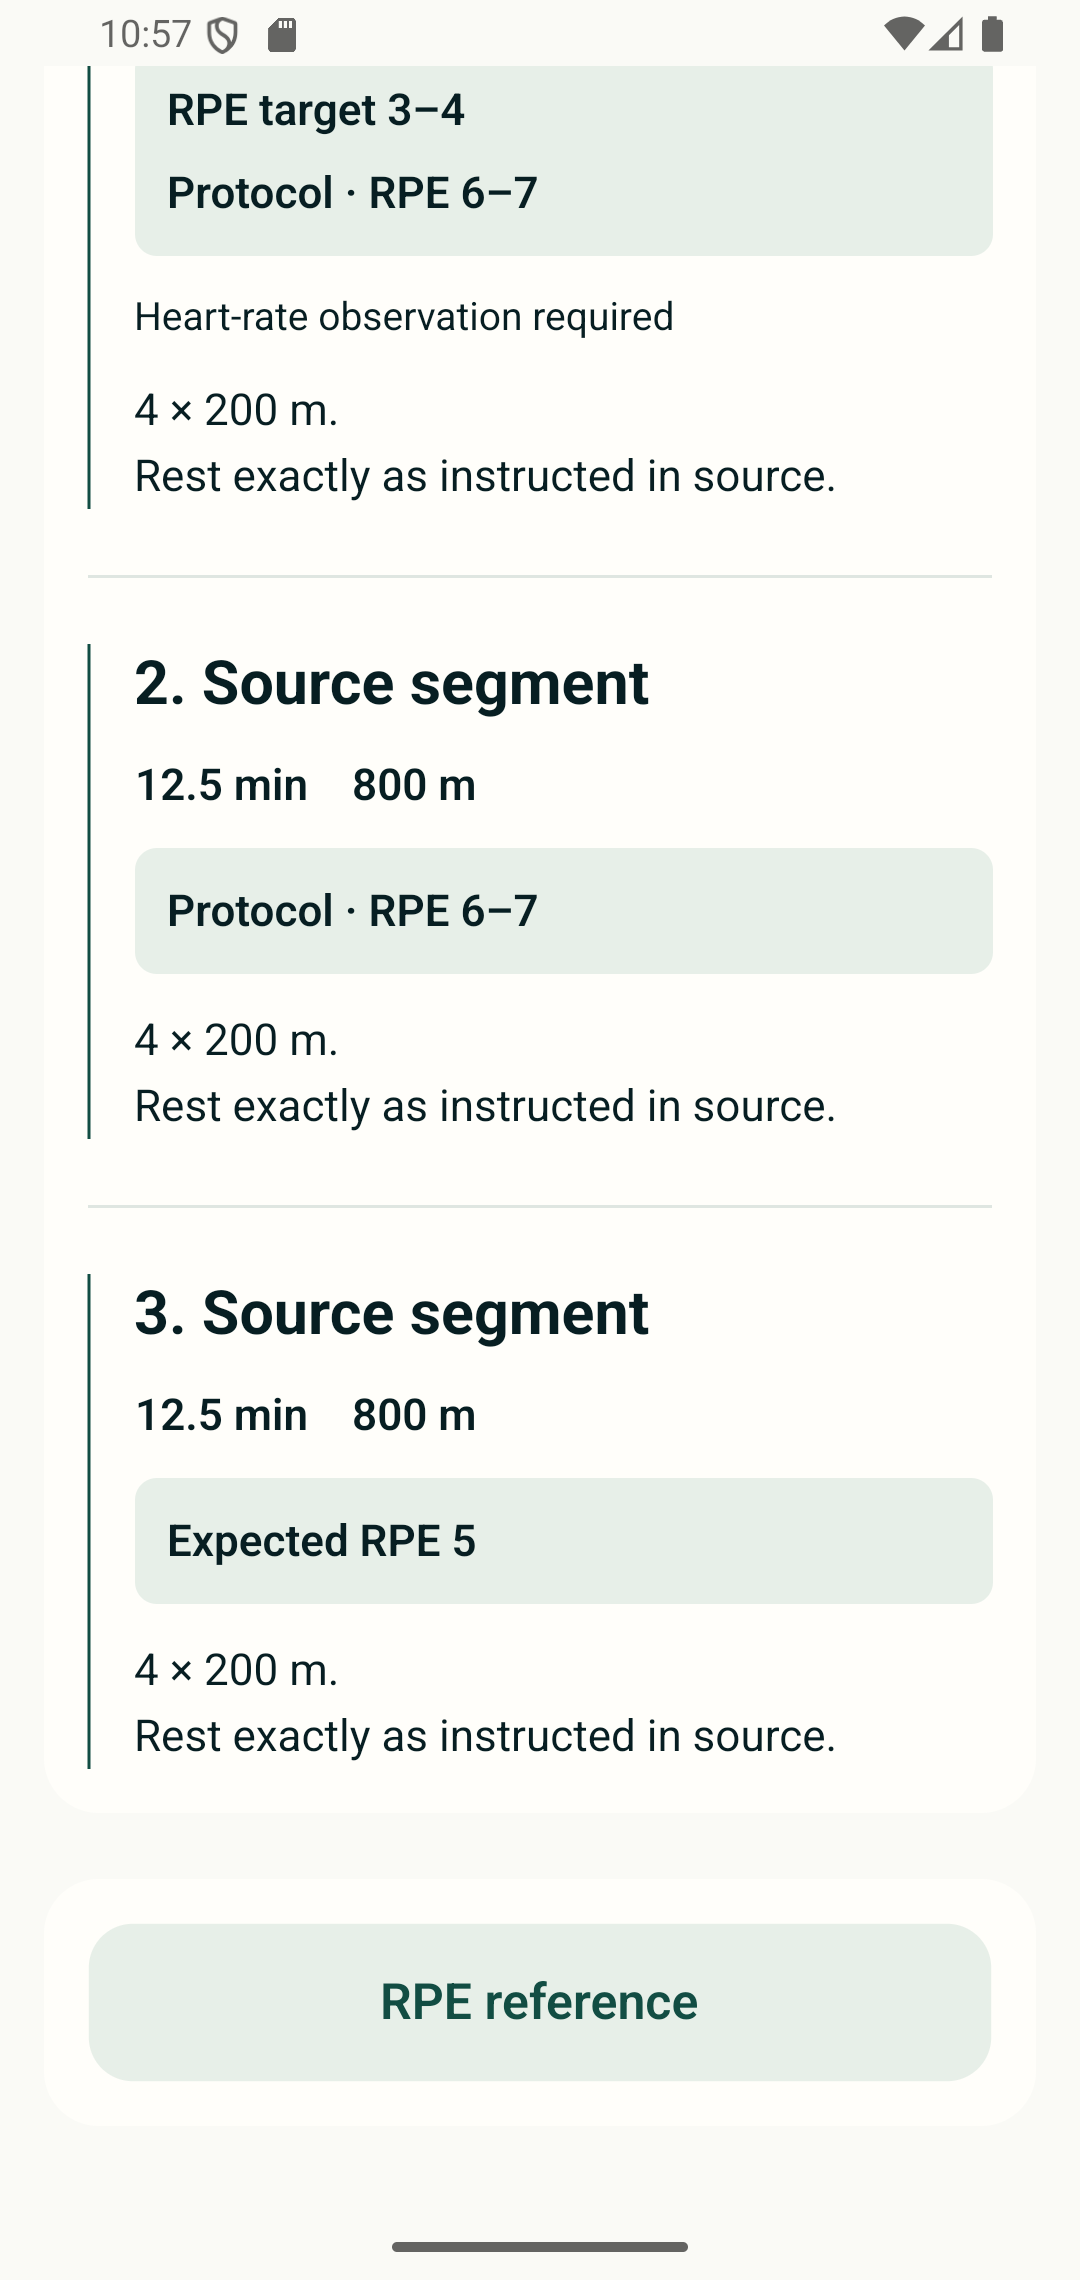 10:57
RPE target 3–4
Protocol · RPE 6–7
Heart-rate observation required
4 × 200 m.
Rest exactly as instructed in source.
2. Source segment
12.5 min 800 m
Protocol · RPE 6–7
4 × 200 m.
Rest exactly as instructed in source.
3. Source segment
12.5 min 800 m
Expected RPE 5
4 × 200 m.
Rest exactly as instructed in source.
RPE reference